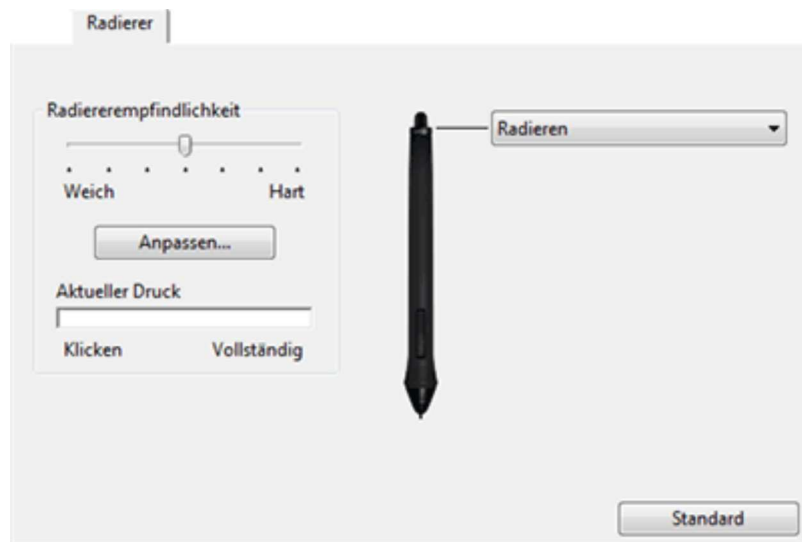 Radierer
Radiererempfindlichkeit
Radieren
Weich Hart
Anpassen...
Aktueller Druck
Klicken Vollständig
Standard